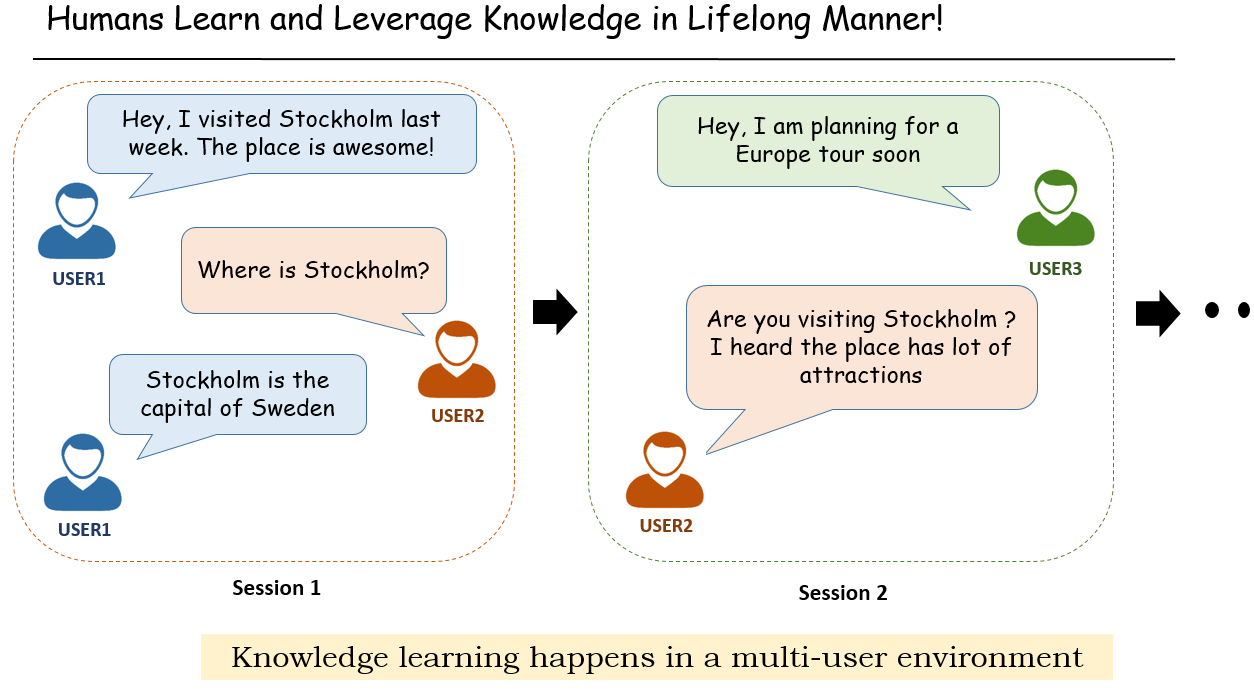 Humans Learn and Leverage Knowledge in Lifelong Manner!
Hey, I visited Stockholm last
week. The place is awesome!
USER1
Where is Stockholm?
USER2
Stockholm is the
capital of Sweden
USER1
Session 1
Hey, I am planning for a
Europe tour soon
USER3
Are you visiting Stockholm ?
I heard the place has lot of
attractions
USER2
Session 2
Knowledge learning happens in a multi-user environment